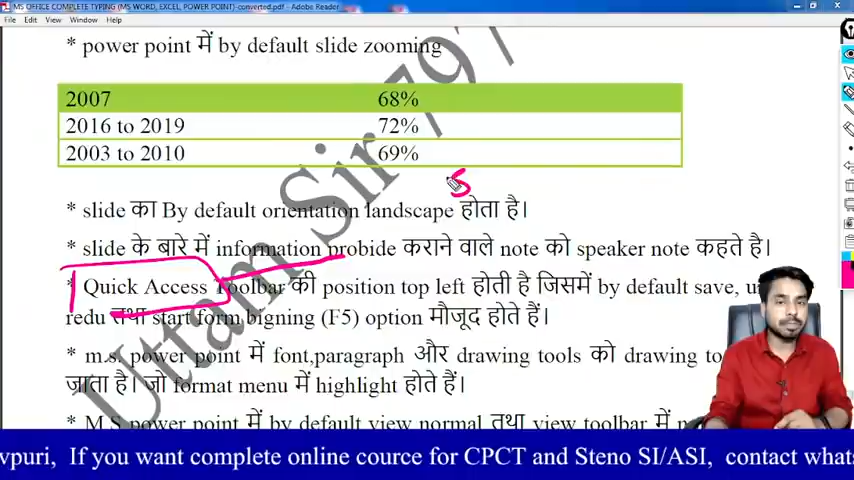 MS OFFICE COMPLETE TYPING (MS WORD, EXCEL, POWER POINT)-converted.pdf - Adobe Reader
File Edit View Window Help
* power point में by default slide zooming
2007 68%
2016 to 2019 72%
2003 to 2010 69%
5
* slide का By default orientation landscape होता है।
* slide के बारे में information probide कराने वाले note को speaker note कहते है।
* Quick Access Toolbar की position top left होती है जिसमें by default save, u
redu तथा start form bigning (F5) option मौजूद होते हैं।
* m.s. power point में font,paragraph और drawing tools को drawing to
जाता है। जो format menu में highlight होते हैं।
* M.S power point में by default view normal तथा view toolbar में
Uttam Sir 797
vpuri, If you want complete online cource for CPCT and Steno SI/ASI, contact whats